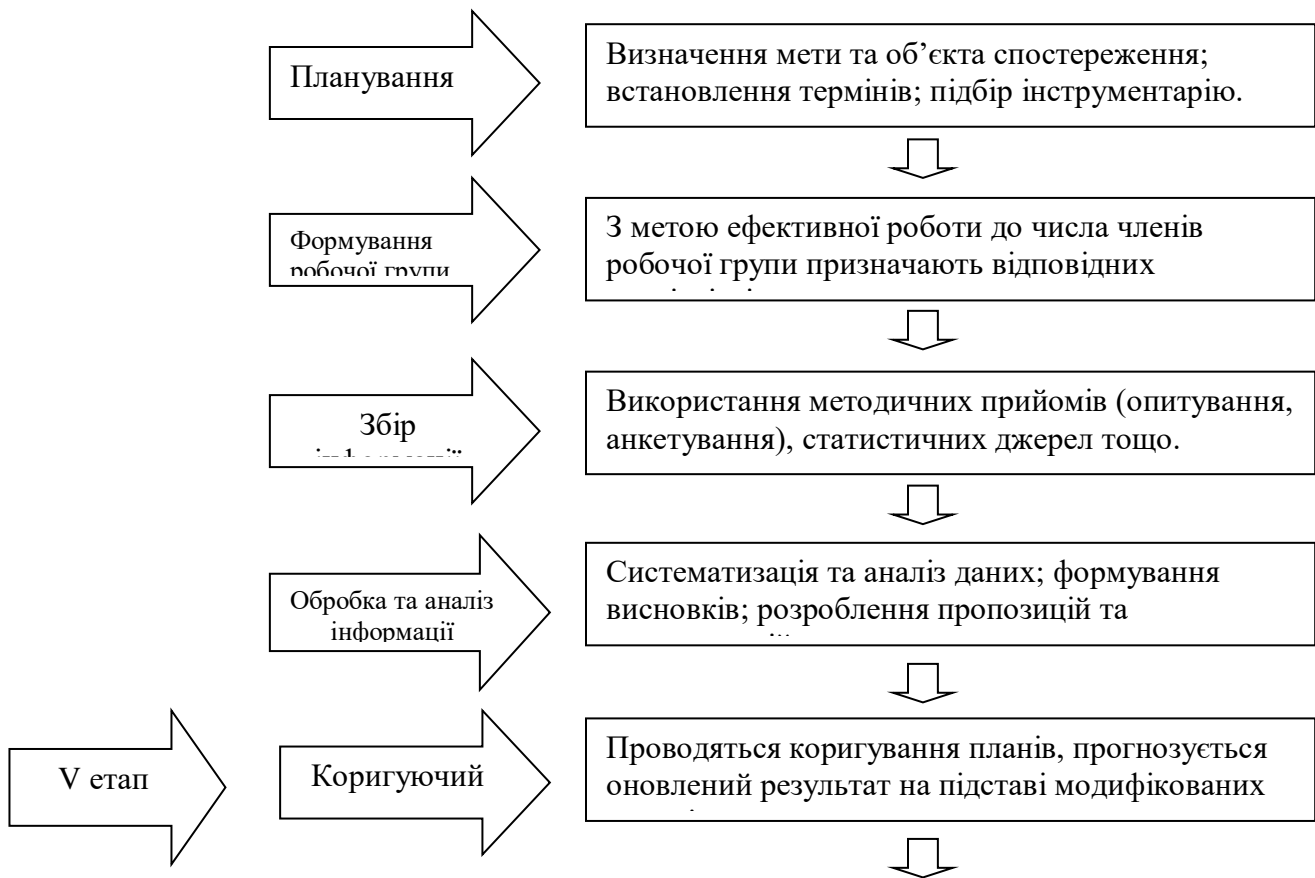 Планування
Визначення мети та об’єкта спостереження;
встановлення термінів; підбір інструментарію.
Формування
робочої групи
З метою ефективної роботи до числа членів
робочої групи призначають відповідних
Збір
Використання методичних прийомів (опитування,
анкетування), статистичних джерел тощо.
Обробка та аналіз
інформації
Систематизація та аналіз даних; формування
висновків; розроблення пропозицій та
V етап
Коригуючий
Проводяться коригування планів, прогнозується
оновлений результат на підставі модифікованих